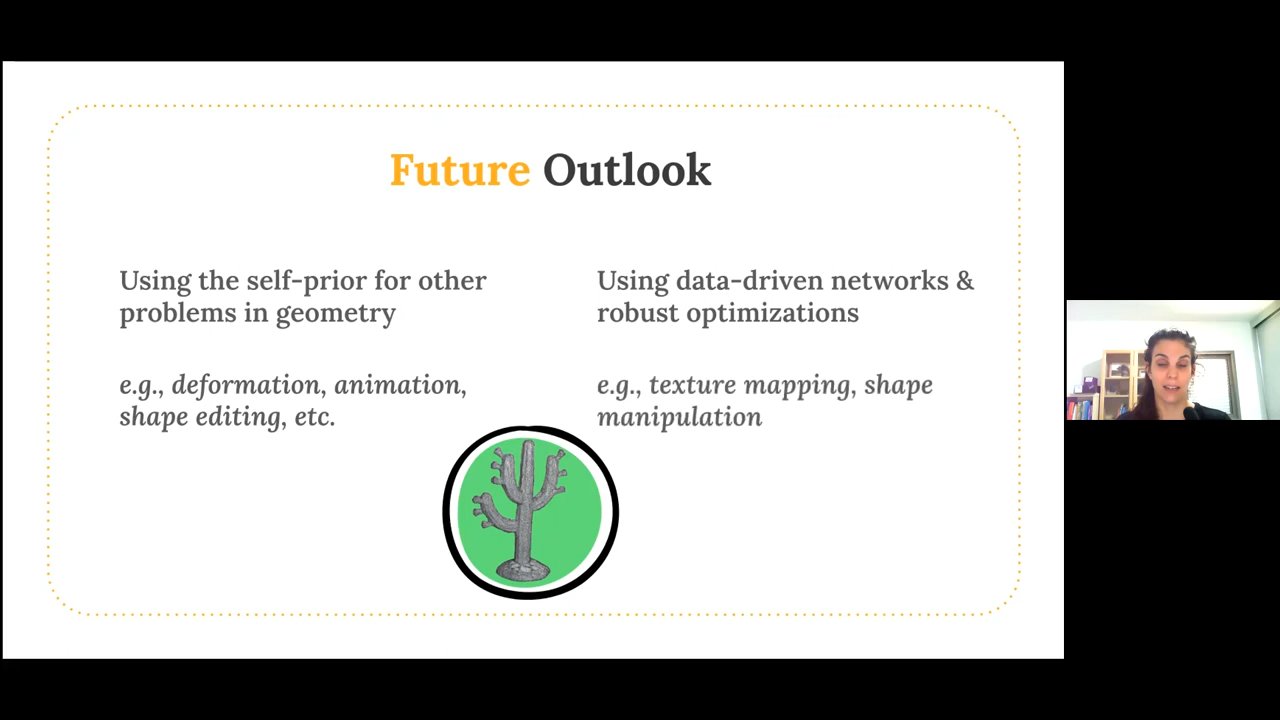 Future Outlook
Using the self-prior for other
problems in geometry
e.g., deformation, animation,
shape editing, etc.
Using data-driven networks &
robust optimizations
e.g., texture mapping, shape
manipulation